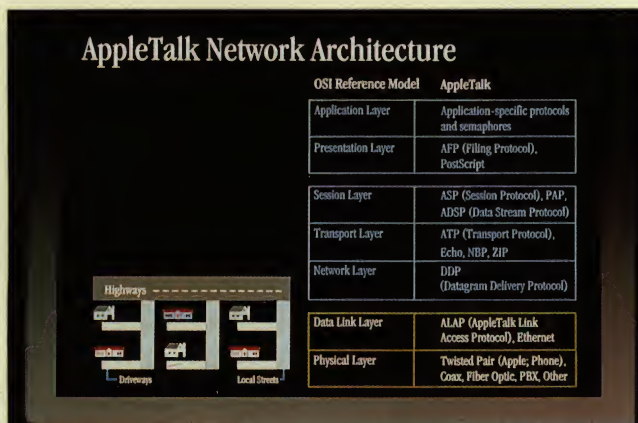 AppleTalk Network Architecture
OSI Reference Model AppleTalk
Application Layer Application-specific protocols
and semaphores
Presentation Layer AFP (Filing Protocol),
PostScript
Session Layer ASP (Session Protocol), PAP,
ADSP (Data Stream Protocol)
Transport Layer ATP (Transport Protocol),
Echo, NBP, ZIP
Network Layer DDP
(Datagram Delivery Protocol)
Data Link Layer ALAP (AppleTalk Link
Access Protocol), Ethernet
Physical Layer Twisted Pair (Apple; Phone),
Coax, Fiber Optic, PBX, Other
Highways
Driveways Local Streets